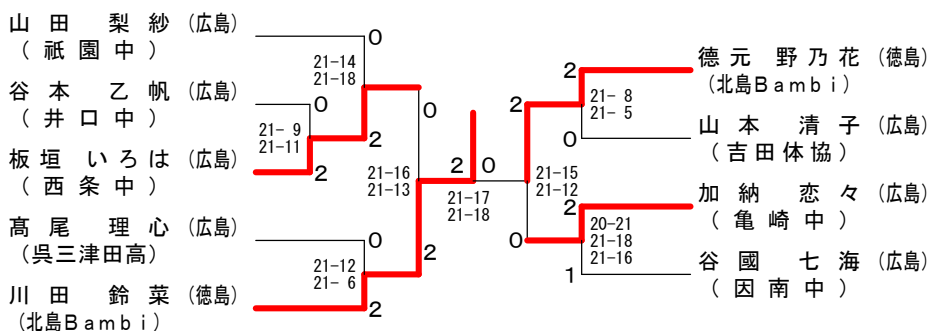 山田 梨紗 (広島)
(祇園中)
0
21-14
21-18
谷本 乙帆 (広島)
(井口中)
0
21- 9
21-11
2
板垣 いろは (広島)
(西条中)
2
0
21-16
21-13
髙尾 理心 (広島)
(呉三津田高)
0
21-12
21- 6
2
川田 鈴菜 (徳島)
(北島Bambi)
2
2 0
21-17
21-18
德元 野乃花 (徳島)
(北島Bambi)
2
21- 8
21- 5
2
山本 清子 (広島)
(吉田体協)
0
21-15
21-12
加納 恋々 (広島)
(亀崎中)
2
20-21
21-18
21-16
0
谷國 七海 (広島)
(因南中)
1